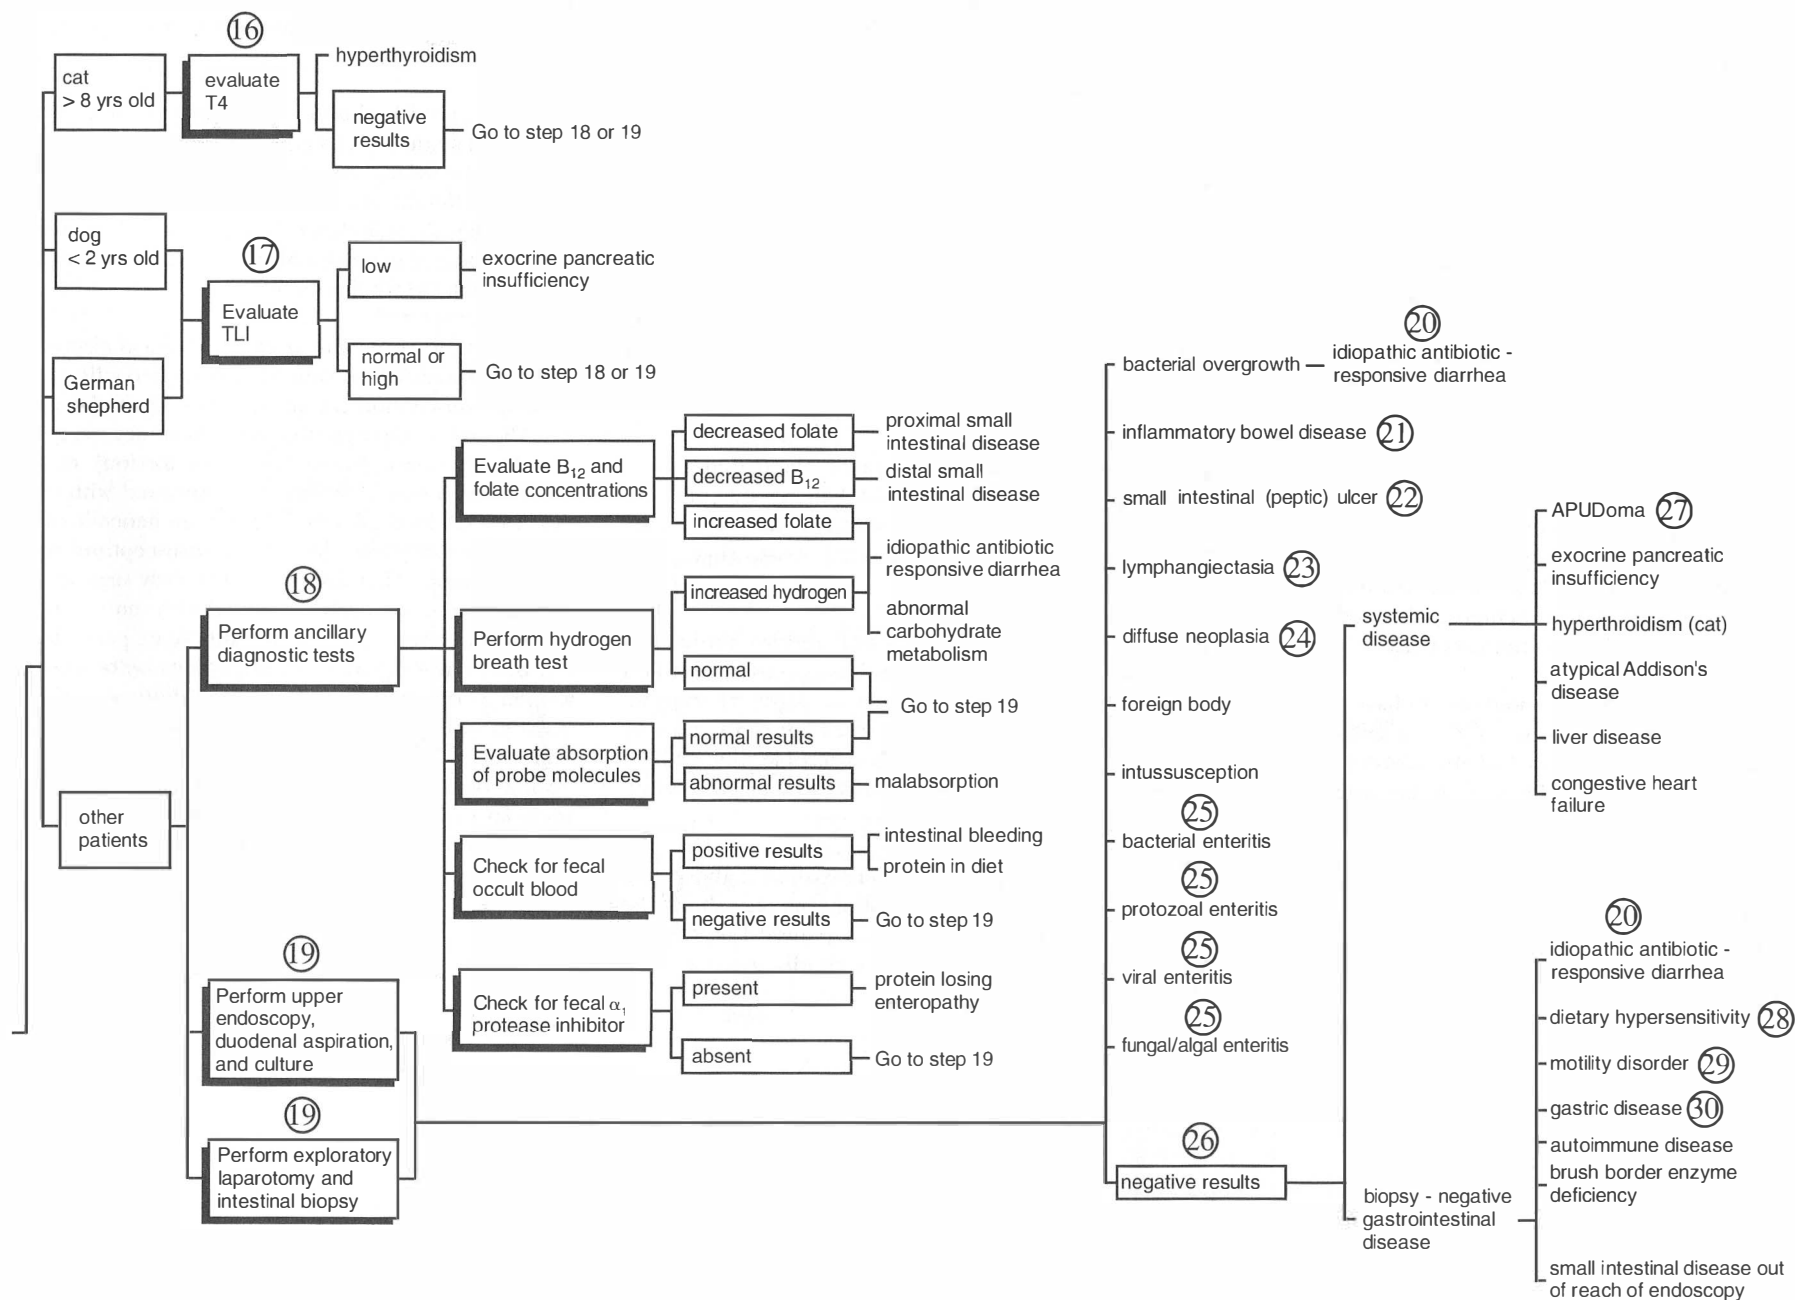 16
cat
> 8 yrs old
evaluate
T4
hyperthyroidism
negative
results
Go to step 18 or 19
dog
< 2 yrs old
German
shepherd
17
Evaluate
TLI
low
exocrine pancreatic
insufficiency
normal or
high
Go to step 18 or 19
other
patients
18
Perform ancillary
diagnostic tests
Evaluate B12 and
folate concentrations
decreased folate
proximal small
intestinal disease
decreased B12
distal small
intestinal disease
increased folate
idiopathic antibiotic
responsive diarrhea
Perform hydrogen
breath test
increased hydrogen
abnormal
carbohydrate
metabolism
normal
Go to step 19
Evaluate absorption
of probe molecules
normal results
abnormal results
malabsorption
Check for fecal
occult blood
positive results
intestinal bleeding
protein in diet
negative results
Go to step 19
Check for fecal α1
protease inhibitor
present
protein losing
enteropathy
absent
Go to step 19
19
Perform upper
endoscopy,
duodenal aspiration,
and culture
19
Perform exploratory
laparotomy and
intestinal biopsy
bacterial overgrowth
20
idiopathic antibiotic -
responsive diarrhea
inflammatory bowel disease 21
small intestinal (peptic) ulcer 22
lymphangiectasia 23
diffuse neoplasia 24
foreign body
intussusception
25
bacterial enteritis
25
protozoal enteritis
25
viral enteritis
25
fungal/algal enteritis
26
negative results
systemic
disease
APUDoma 27
exocrine pancreatic
insufficiency
hyperthroidism (cat)
atypical Addison's
disease
liver disease
congestive heart
failure
biopsy - negative
gastrointestinal
disease
20
idiopathic antibiotic -
responsive diarrhea
dietary hypersensitivity 28
motility disorder 29
gastric disease 30
autoimmune disease
brush border enzyme
deficiency
small intestinal disease out
of reach of endoscopy